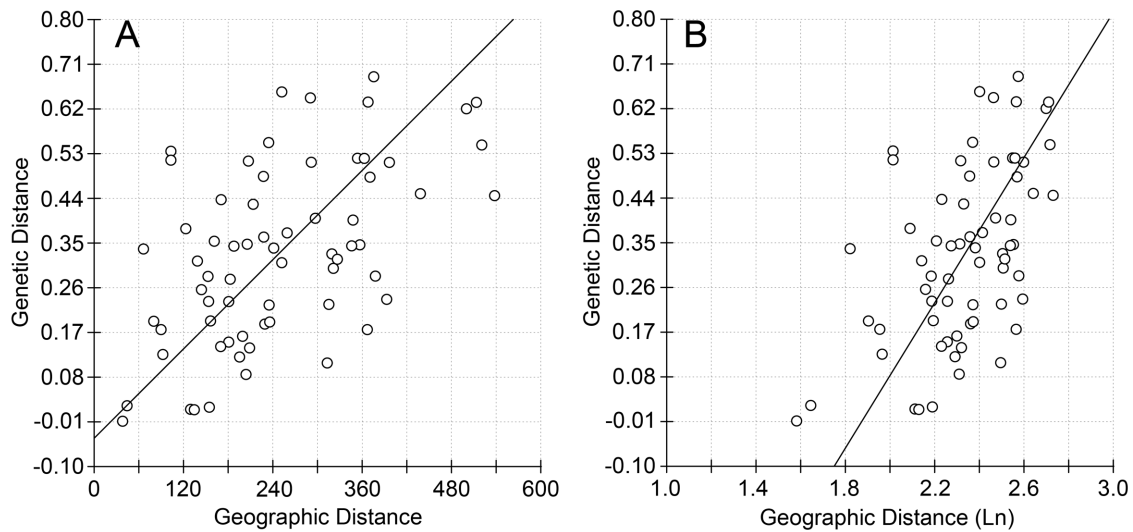 A
B
0.80
0.71
0.62
0.53
0.44
0.35
0.26
0.17
0.08
-0.01
-0.10
Genetic Distance
0 120 240 360 480 600
Geographic Distance
0.80
0.71
0.62
0.53
0.44
0.35
0.26
0.17
0.08
-0.01
-0.10
Genetic Distance
1.0 1.4 1.8 2.2 2.6 3.0
Geographic Distance (Ln)